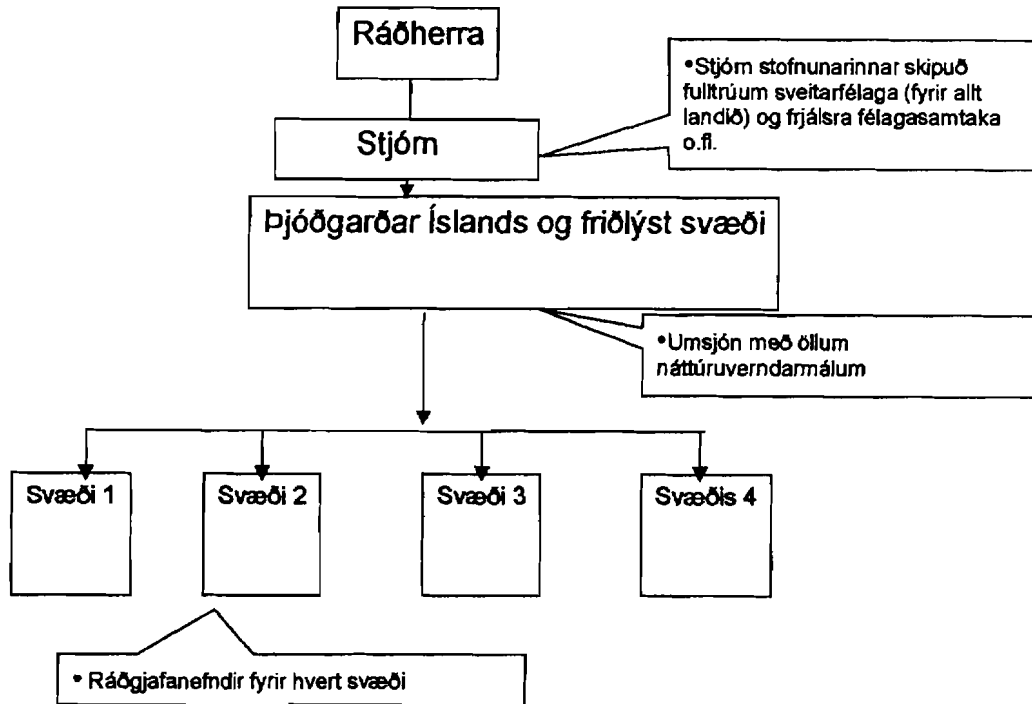 Ráðherra
•Stjórn stofnunarinnar skipuð
fulltrúum sveitarfélaga (fyrir allt
landið) og frjálsra félagasamtaka
o.fl.
Stjórn
Þjóðgarðar Íslands og friðlýst svæði
•Umsjón með öllum
náttúruverndarmálum
Svæði 1
Svæði 2
Svæði 3
Svæðis 4
• Ráðgjafanefndir fyrir hvert svæði